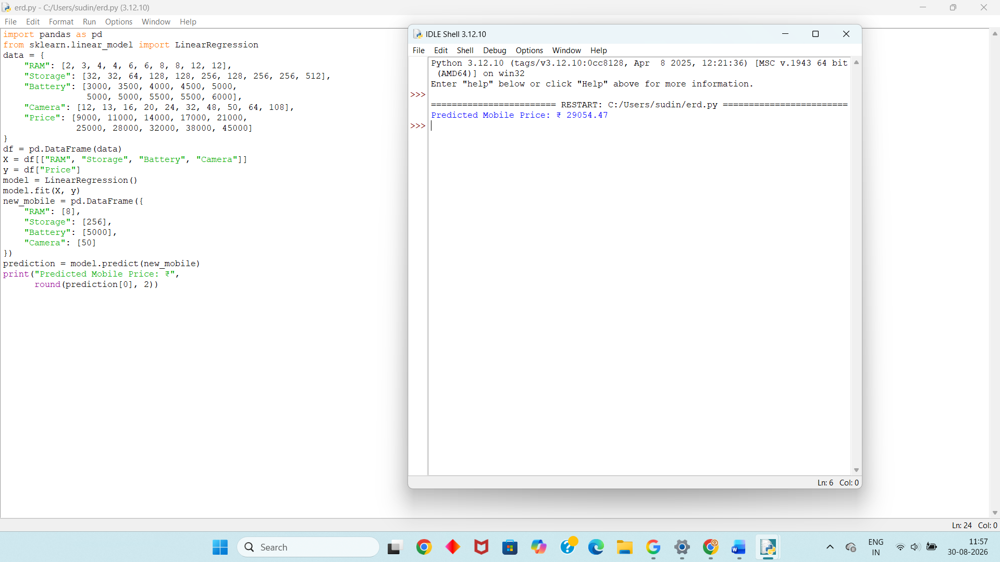 erd.py - C:/Users/sudin/erd.py (3.12.10)
File Edit Format Run Options Window Help
import pandas as pd
from sklearn.linear_model import LinearRegression
data = {
    "RAM": [2, 3, 4, 4, 6, 6, 8, 8, 12, 12],
    "Storage": [32, 32, 64, 128, 128, 256, 128, 256, 256, 512],
    "Battery": [3000, 3500, 4000, 4500, 5000,
                5000, 5000, 5500, 5500, 6000],
    "Camera": [12, 13, 16, 20, 24, 32, 48, 50, 64, 108],
    "Price": [9000, 11000, 14000, 17000, 21000,
              25000, 28000, 32000, 38000, 45000]
}
df = pd.DataFrame(data)
X = df[["RAM", "Storage", "Battery", "Camera"]]
y = df["Price"]
model = LinearRegression()
model.fit(X, y)
new_mobile = pd.DataFrame({
    "RAM": [8],
    "Storage": [256],
    "Battery": [5000],
    "Camera": [50]
})
prediction = model.predict(new_mobile)
print("Predicted Mobile Price: ₹",
      round(prediction[0], 2))
IDLE Shell 3.12.10
File Edit Shell Debug Options Window Help
Python 3.12.10 (tags/v3.12.10:0cc8128, Apr  8 2025, 12:21:36) [MSC v.1943 64 bit
 (AMD64)] on win32
Enter "help" below or click "Help" above for more information.
>>>
======================== RESTART: C:/Users/sudin/erd.py ========================
Predicted Mobile Price: ₹ 29054.47
>>>
Ln: 6 Col: 0
Ln: 24 Col: 0
Search
ENG
IN
11:57
30-08-2026